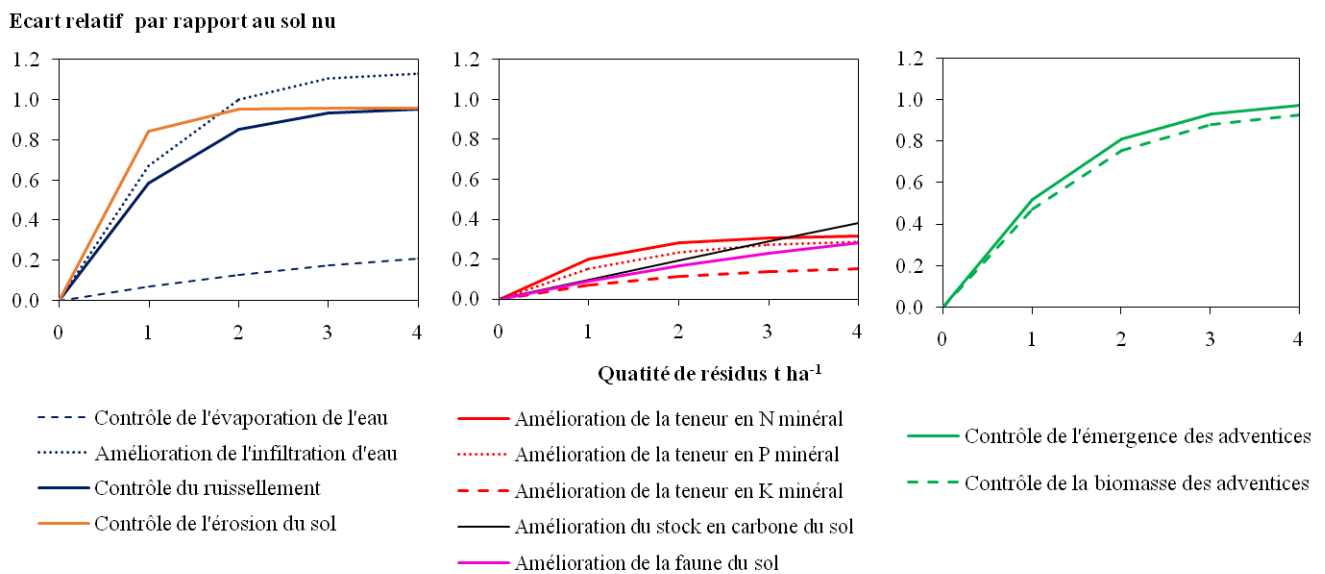 Ecart relatif par rapport au sol nu
1.2
1.0
0.8
0.6
0.4
0.2
0.0
0 1 2 3 4
1.2
1.0
0.8
0.6
0.4
0.2
0.0
0 1 2 3 4
1.2
1.0
0.8
0.6
0.4
0.2
0.0
0 1 2 3 4
Quatité de résidus t ha-1
Contrôle de l'évaporation de l'eau
Amélioration de l'infiltration d'eau
Contrôle du ruissellement
Contrôle de l'érosion du sol
Amélioration de la teneur en N minéral
Amélioration de la teneur en P minéral
Amélioration de la teneur en K minéral
Amélioration du stock en carbone du sol
Amélioration de la faune du sol
Contrôle de l'émergence des adventices
Contrôle de la biomasse des adventices